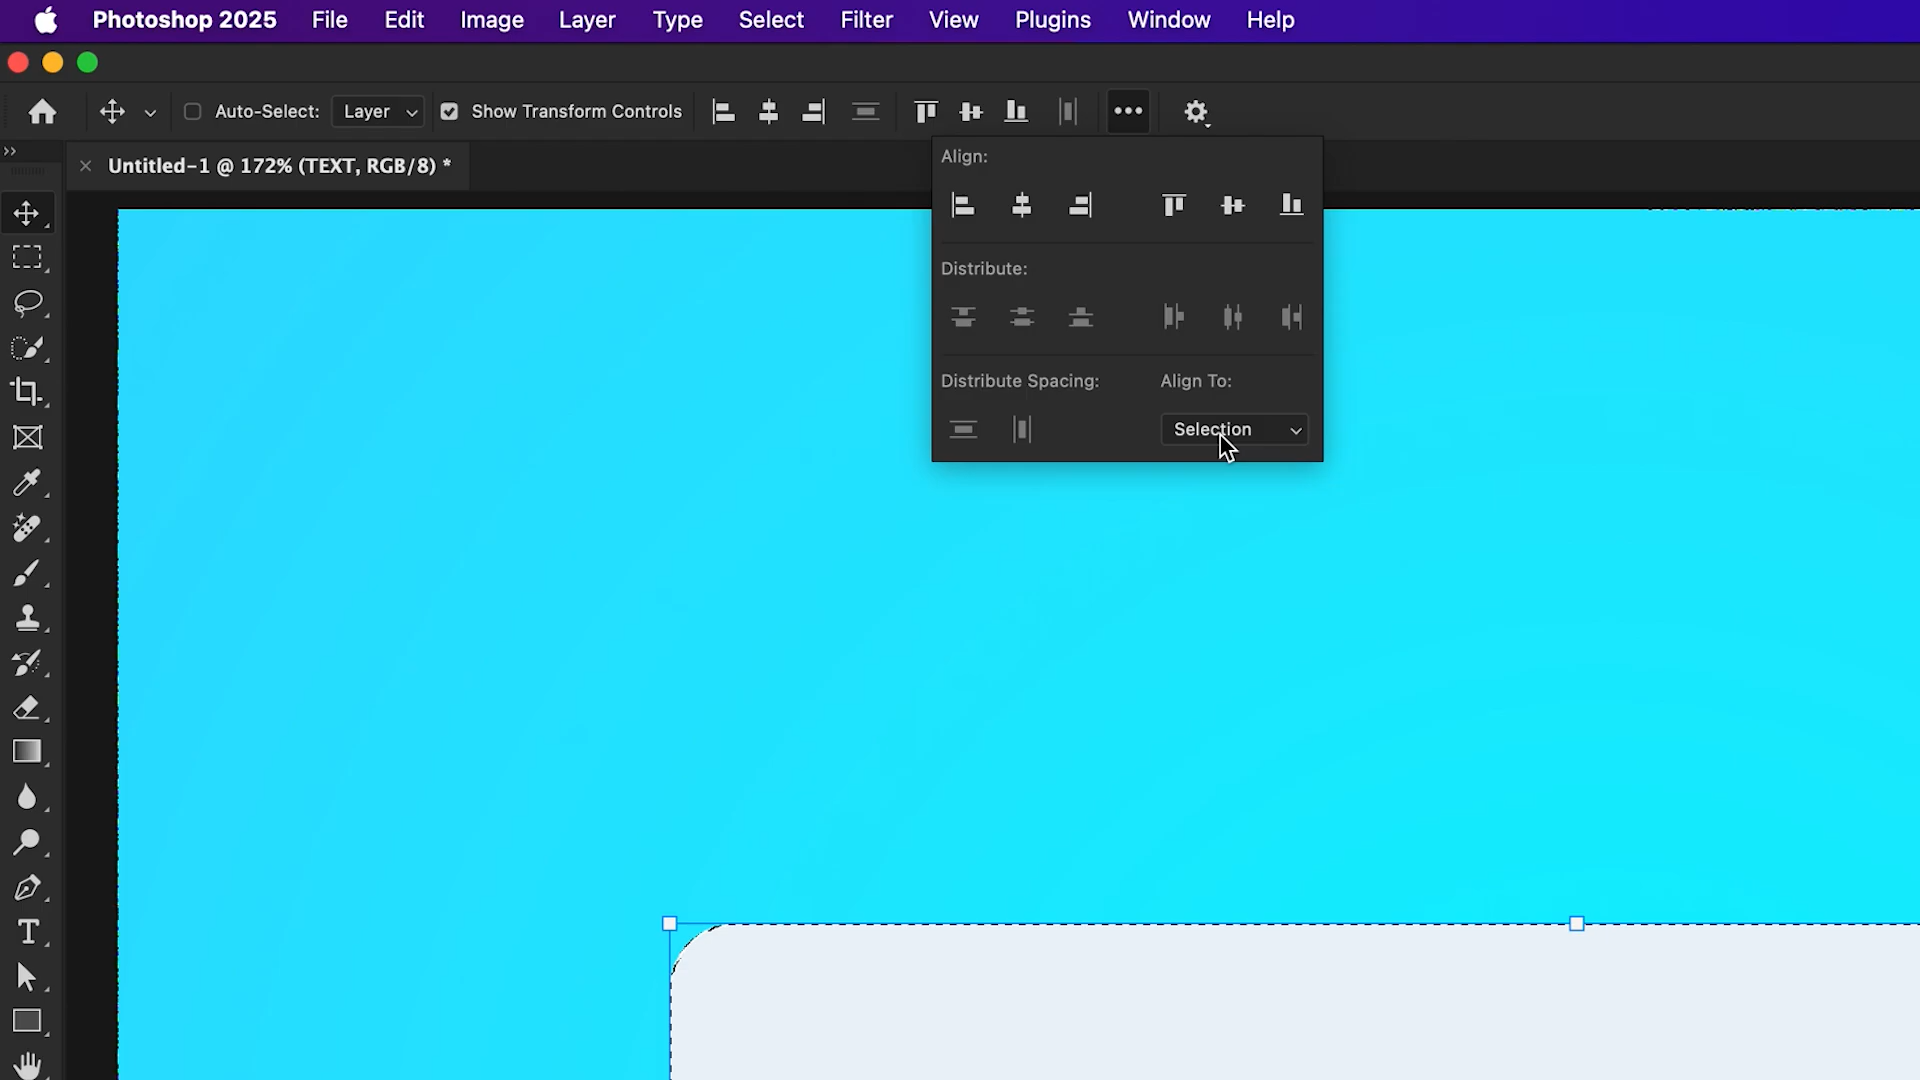 Photoshop 2025 File Edit Image Layer Type Select Filter View Plugins Window Help
Auto-Select: Layer Show Transform Controls
Untitled-1 @ 172% (TEXT, RGB/8) *
Align:
Distribute:
Distribute Spacing: Align To:
Selection